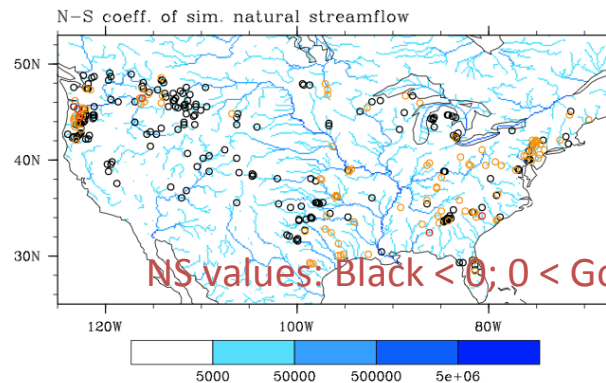 N-S coeff. of sim. natural streamflow
50N
40N
30N
NS values: Black < 0; 0 < Go
120W 100W 80W
5000 50000 500000 5e+06